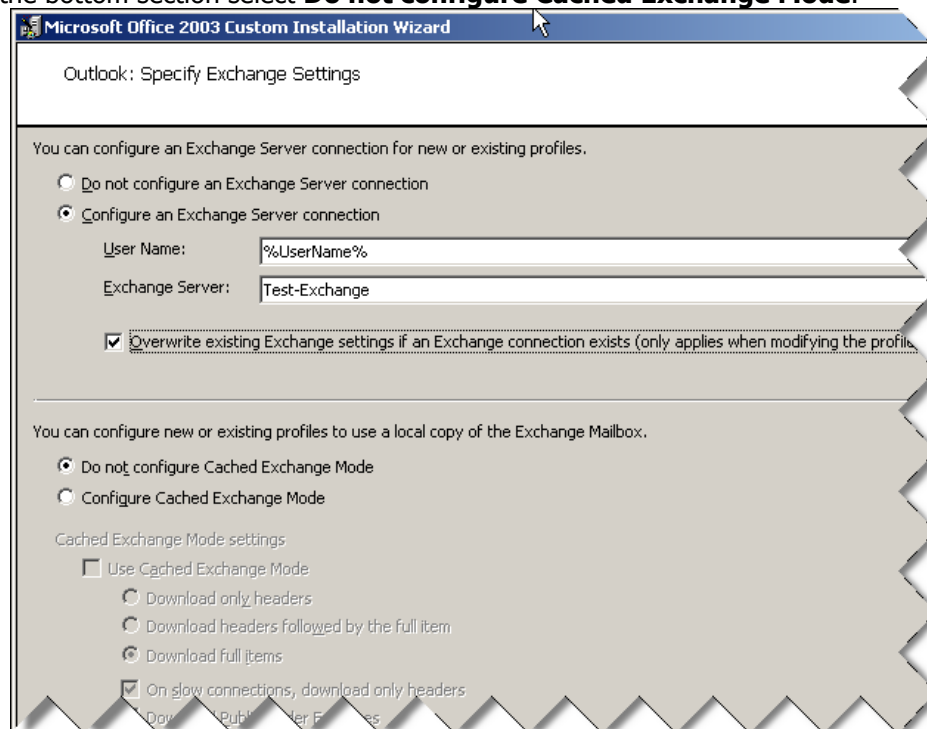 the bottom section select Do not configure Cached Exchange Mode.
Microsoft Office 2003 Custom Installation Wizard
Outlook: Specify Exchange Settings
You can configure an Exchange Server connection for new or existing profiles.
Do not configure an Exchange Server connection
Configure an Exchange Server connection
User Name: %UserName%
Exchange Server: Test-Exchange
Overwrite existing Exchange settings if an Exchange connection exists (only applies when modifying the profile
You can configure new or existing profiles to use a local copy of the Exchange Mailbox.
Do not configure Cached Exchange Mode
Configure Cached Exchange Mode
Cached Exchange Mode settings
Use Cached Exchange Mode
Download only headers
Download headers followed by the full item
Download full items
On slow connections, download only headers